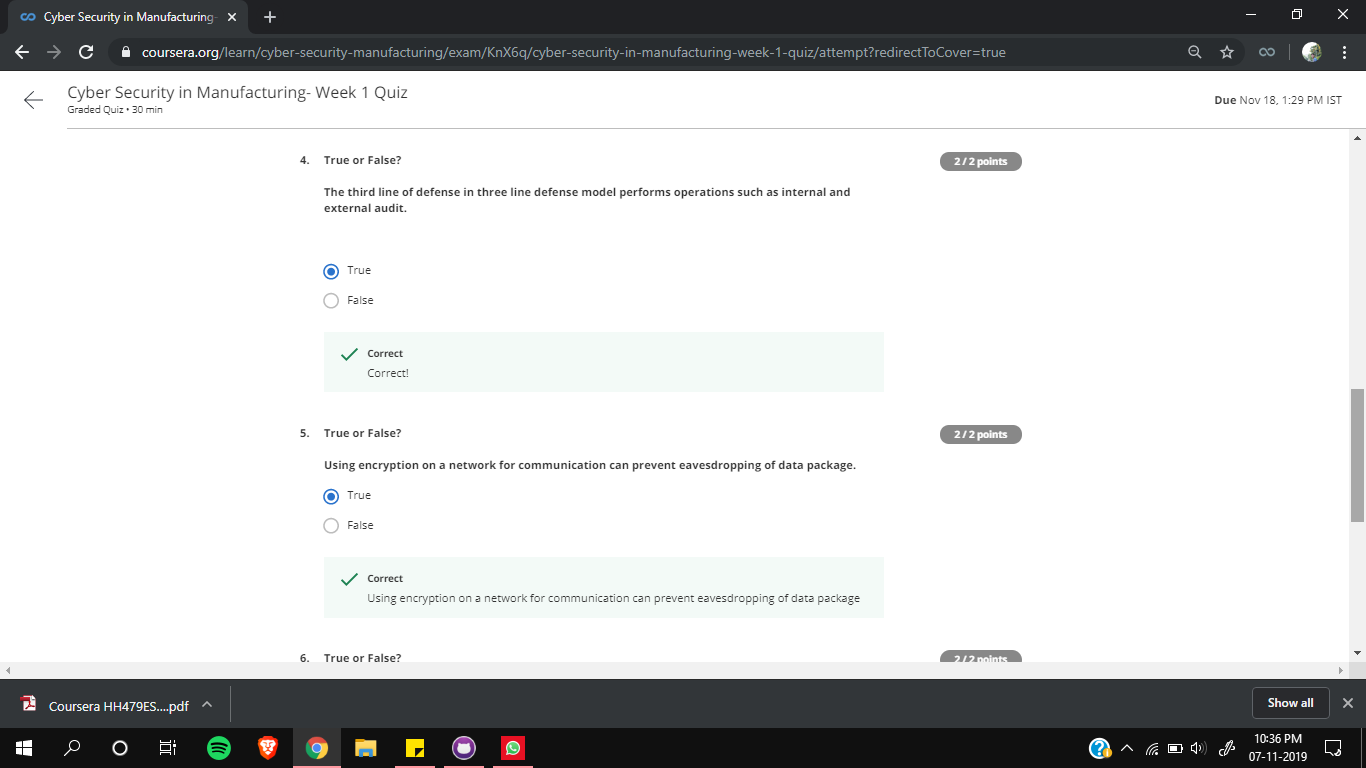 Cyber Security in Manufacturing-
coursera.org/learn/cyber-security-manufacturing/exam/KnX6q/cyber-security-in-manufacturing-week-1-quiz/attempt?redirectToCover=true
Cyber Security in Manufacturing- Week 1 Quiz
Graded Quiz • 30 min
Due Nov 18, 1:29 PM IST
4. True or False?
2 / 2 points
The third line of defense in three line defense model performs operations such as internal and
external audit.
True
False
Correct
Correct!
5. True or False?
2 / 2 points
Using encryption on a network for communication can prevent eavesdropping of data package.
True
False
Correct
Using encryption on a network for communication can prevent eavesdropping of data package
6. True or False?
2 / 2 points
Coursera HH479ES....pdf
Show all
10:36 PM
07-11-2019